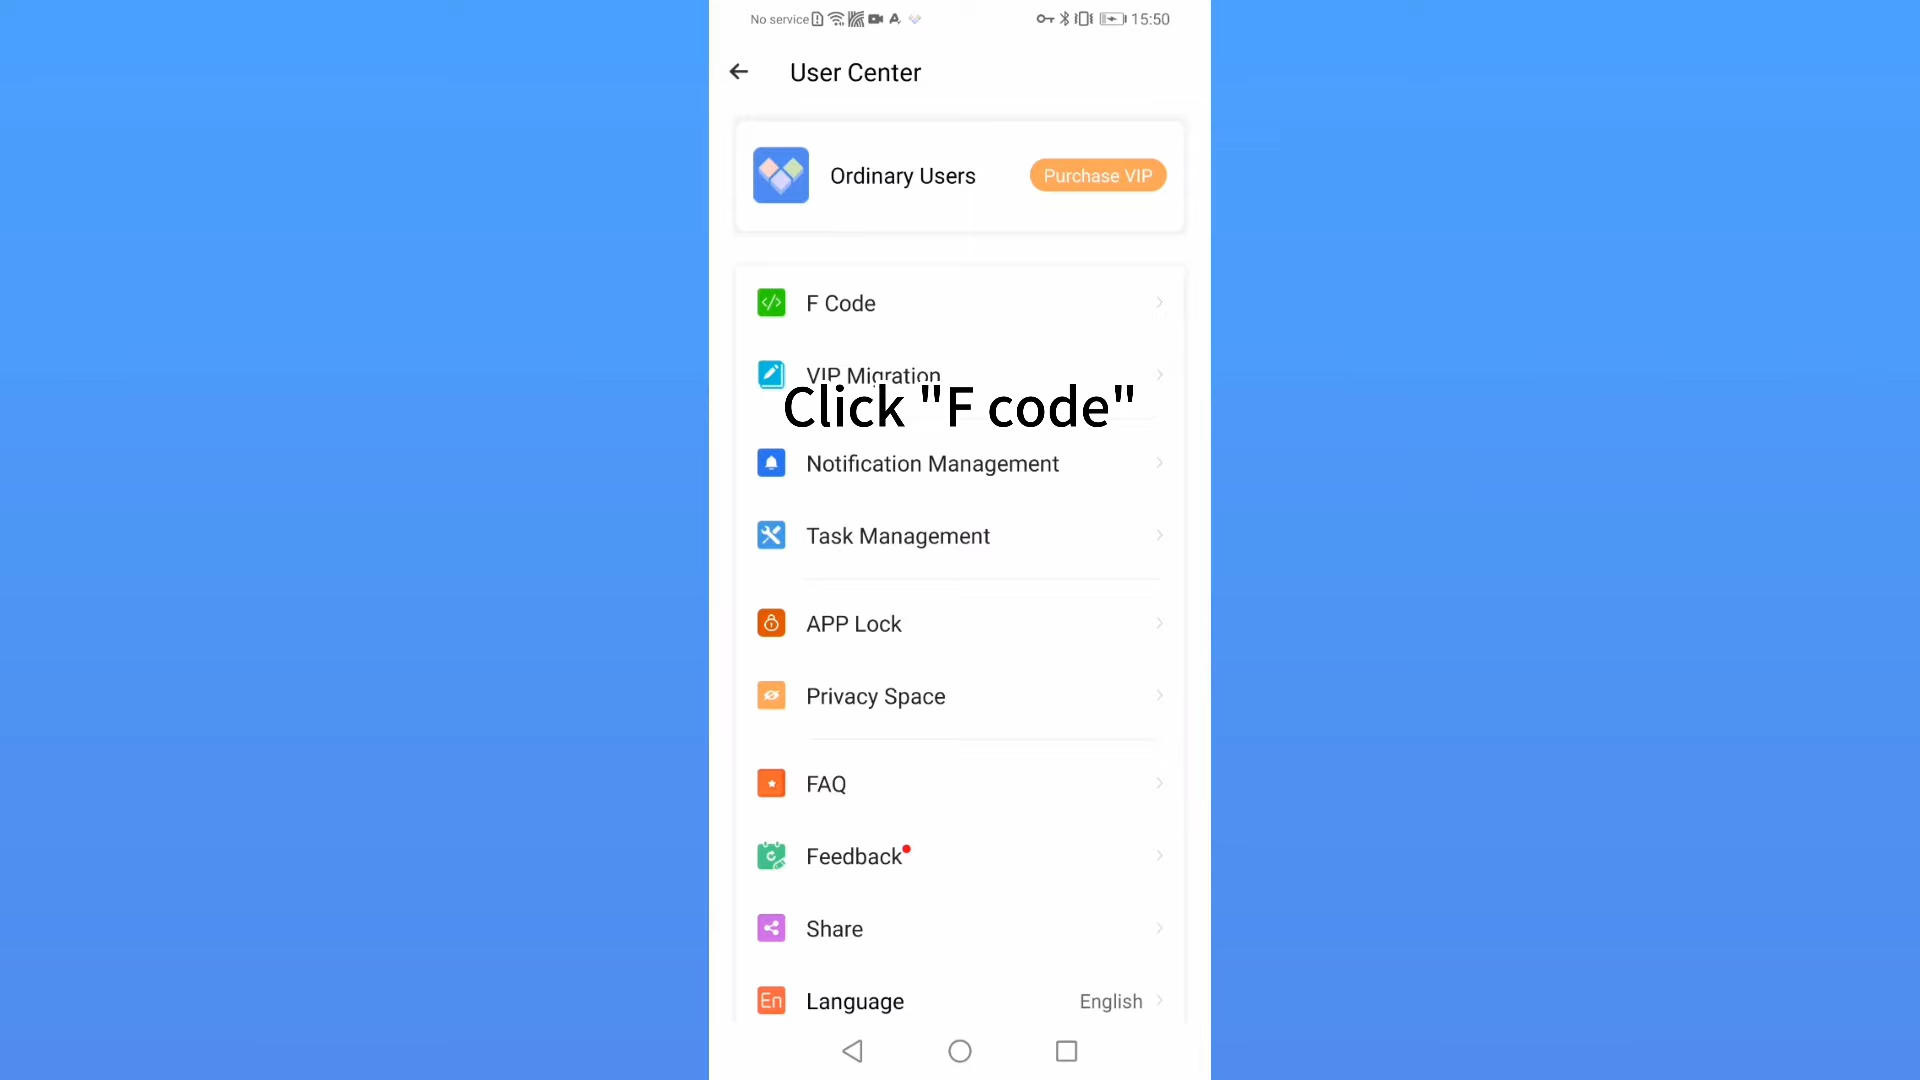 No service 15:50
User Center
Ordinary Users Purchase VIP
F Code
VIP Migration
Click "F code"
Notification Management
Task Management
APP Lock
Privacy Space
FAQ
Feedback
Share
En Language English